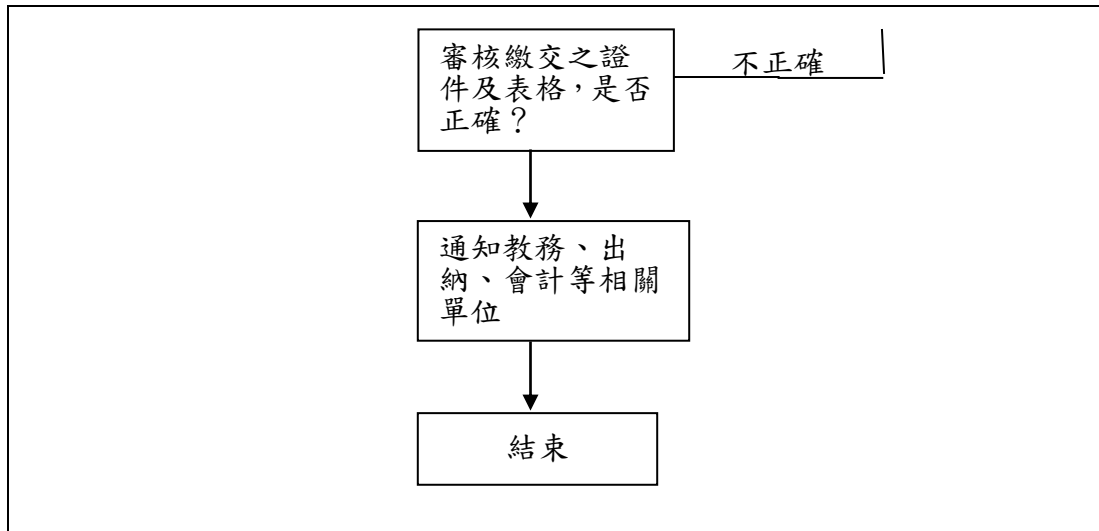 審核繳交之證
件及表格,是否
正確?
不正確
通知教務、出
納、會計等相關
單位
結束